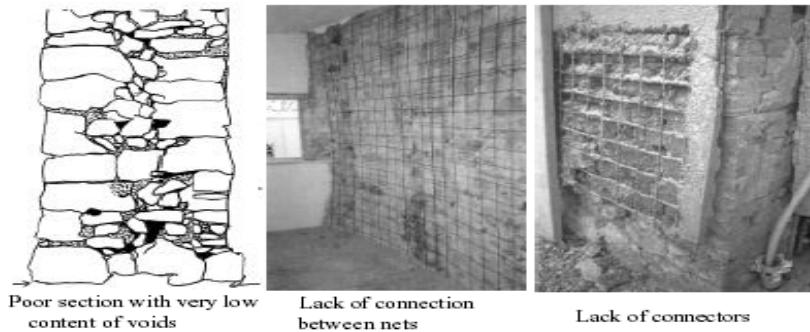 Poor section with very low
content of voids
Lack of connection
between nets
Lack of connectors